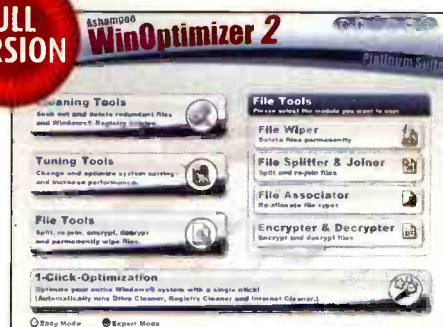 ULL
RSION
Ashampoo
WinOptimizer 2
Platinum Suite
Cleaning Tools
Seek out and delete redundant files
and Windows® Registry entries.
Tuning Tools
Change and optimize system settings
and increase performance.
File Tools
Split, re-join, encrypt, decrypt
and permanently wipe files.
File Tools
Please select the module you want to use:
File Wiper
Delete files permanently
File Splitter & Joiner
Split and re-join files
File Associator
Re-allocate file types
Encrypter & Decrypter
Encrypt and decrypt files
1-Click-Optimization
Optimize your entire Windows® system with a single click!
(Automatically runs Drive Cleaner, Registry Cleaner and Internet Cleaner.)
Easy Mode
Expert Mode